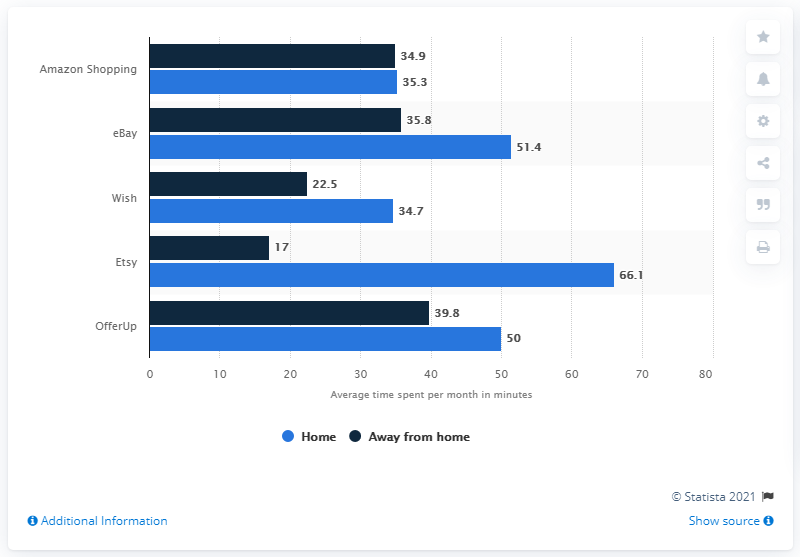 Amazon Shopping
34.9
35.3
eBay
35.8
51.4
Wish
22.5
34.7
Etsy
17
66.1
OfferUp
39.8
50
0 10 20 30 40 50 60 70 80
Average time spent per month in minutes
Home Away from home
© Statista 2021
Additional Information Show source